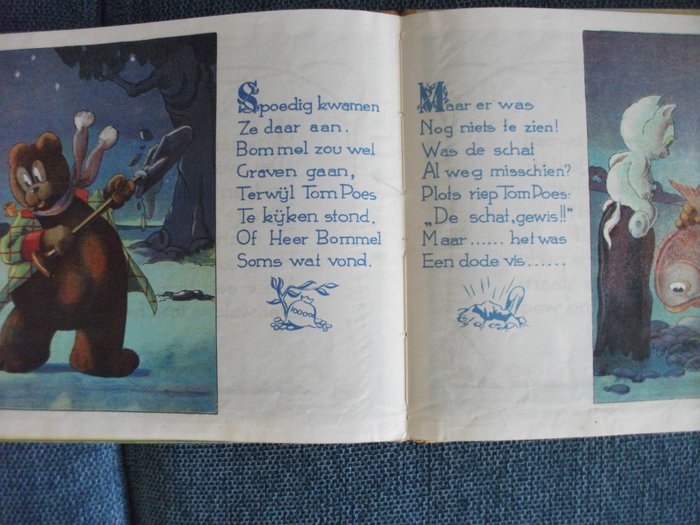 Spoedig kwamen
Ze daar aan.
Bommel zou wel
Graven gaan,
Terwijl Tom Poes
Te kijken stond,
Of Heer Bommel
Soms wat vond.
100000
Maar er was
Nog niets te zien!
Was de schat
Al weg misschien?
Plots riep Tom Poes:
„De schat, gewis!!"
Maar...... het was
Een dode vis......